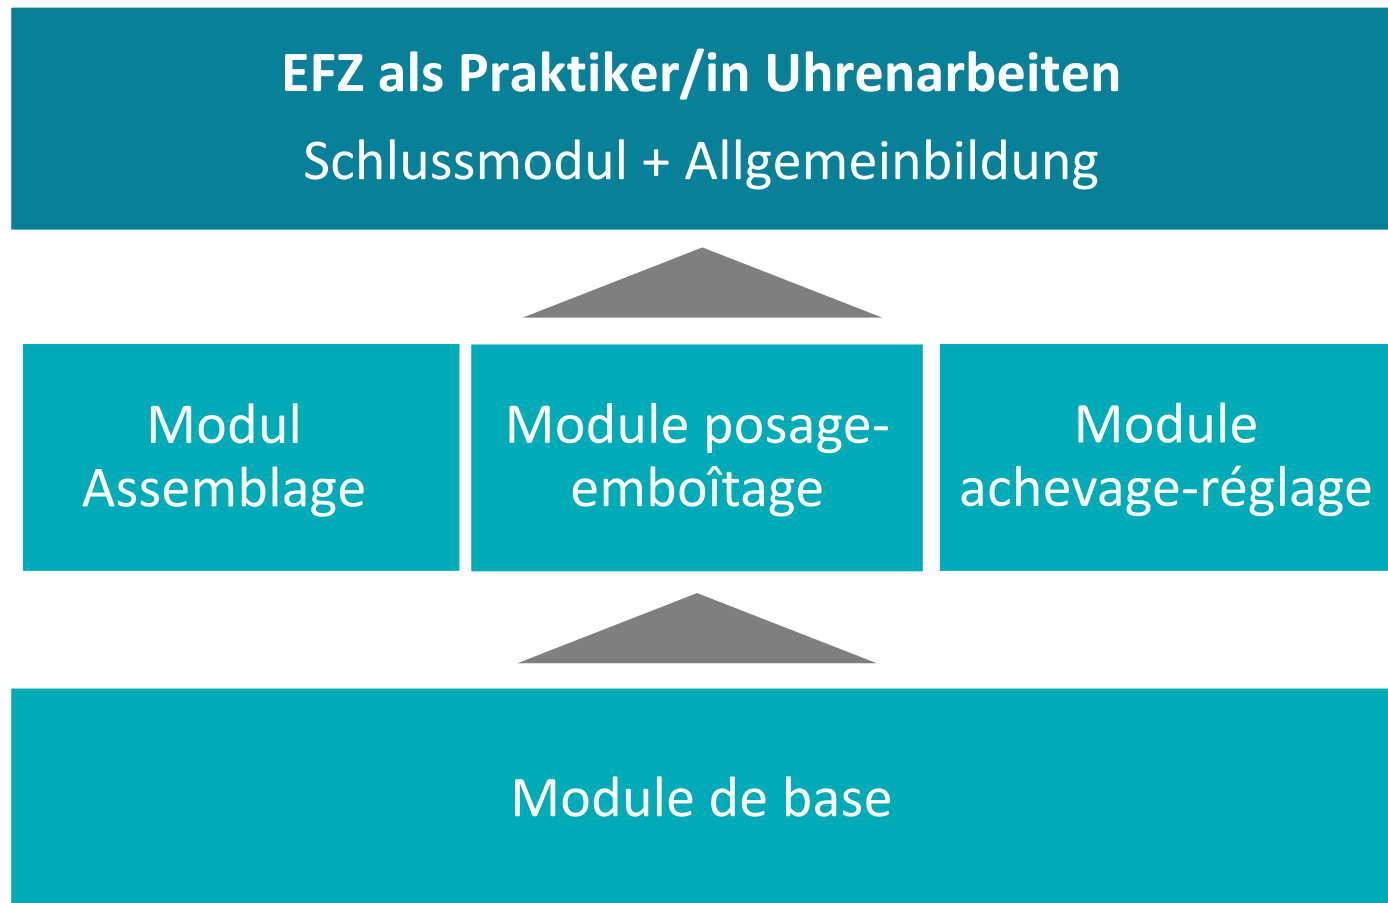 EFZ als Praktiker/in Uhrenarbeiten
Schlussmodul + Allgemeinbildung
Modul
Assemblage
Module posage-
emboîtage
Module
achevage-réglage
Module de base